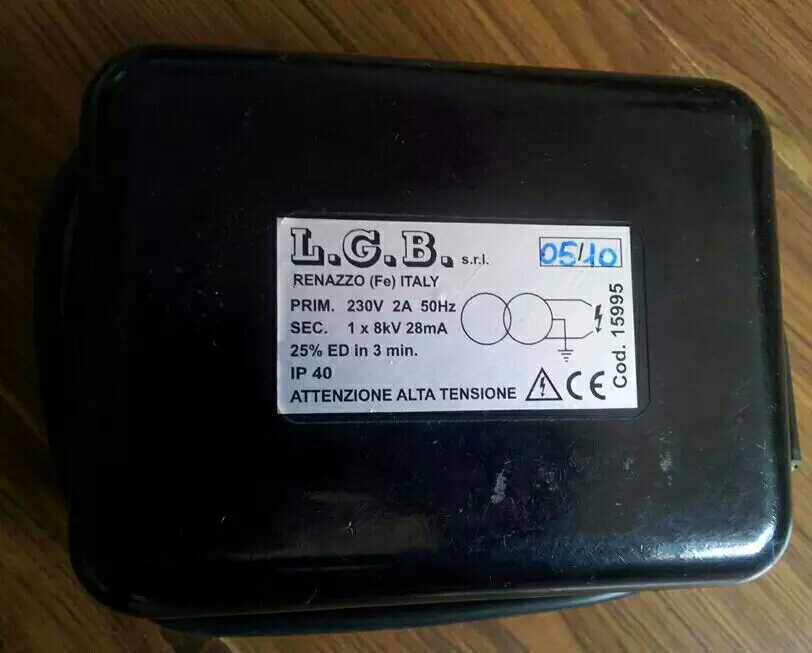 L.G.B. s.r.l.
05/10
RENAZZO (Fe) ITALY
PRIM. 230V 2A 50Hz
SEC. 1 x 8kV 28mA
25% ED in 3 min.
IP 40
ATTENZIONE ALTA TENSIONE CE
Cod. 15995